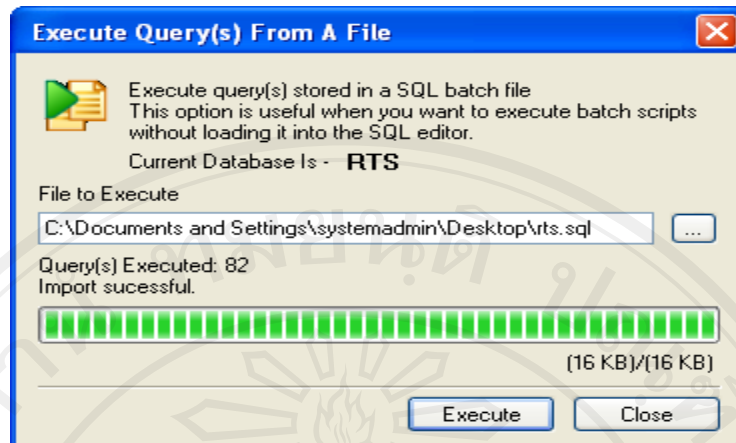 Execute Query(s) From A File
Execute query(s) stored in a SQL batch file
This option is useful when you want to execute batch scripts
without loading it into the SQL editor.
Current Database Is - RTS
File to Execute
C:\Documents and Settings\systemadmin\Desktop\rts.sql
...
Query(s) Executed: 82
Import sucessful.
(16 KB)/(16 KB)
Execute
Close